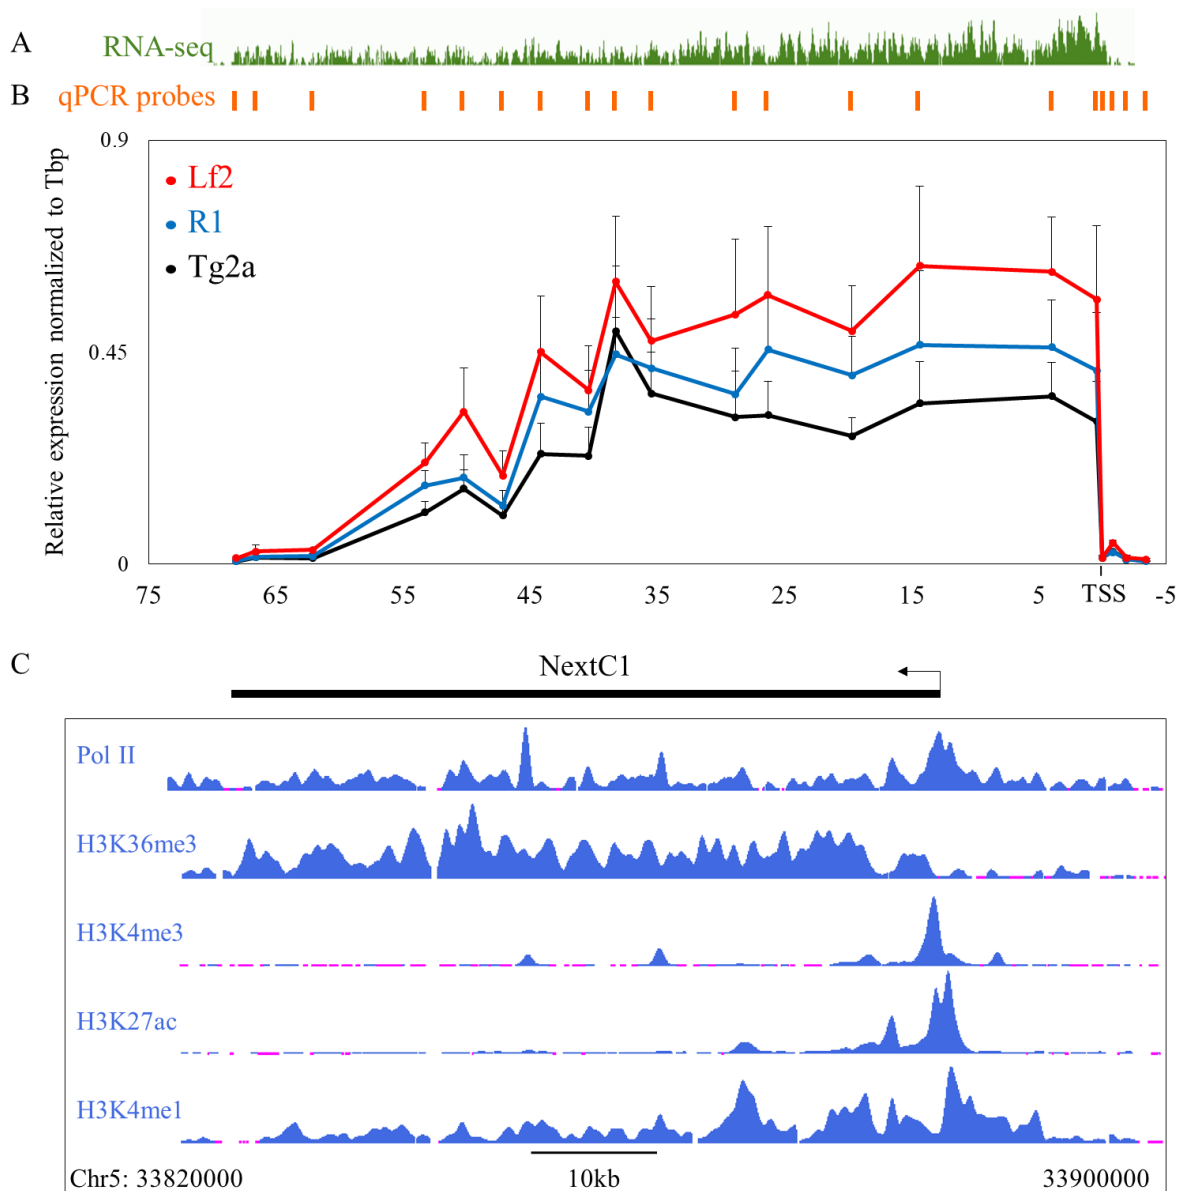 A
RNA-seq
B
qPCR probes
0.9
Relative expression normalized to Tbp
Lf2
R1
Tg2a
0.45
0
75 65 55 45 35 25 15 5 TSS -5
C
NextC1
Pol II
H3K36me3
H3K4me3
H3K27ac
H3K4me1
Chr5: 33820000 10kb 33900000